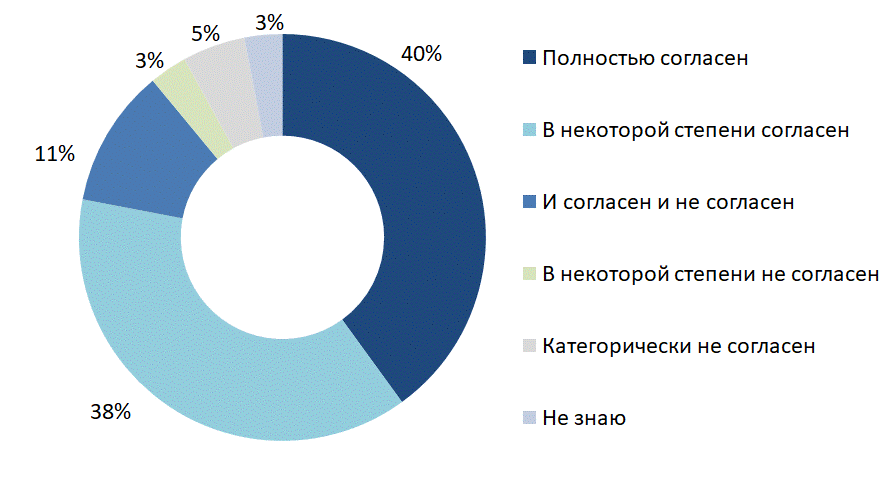 3%
5%
40%
3%
11%
38%
Полностью согласен
В некоторой степени согласен
И согласен и не согласен
В некоторой степени не согласен
Категорически не согласен
Не знаю